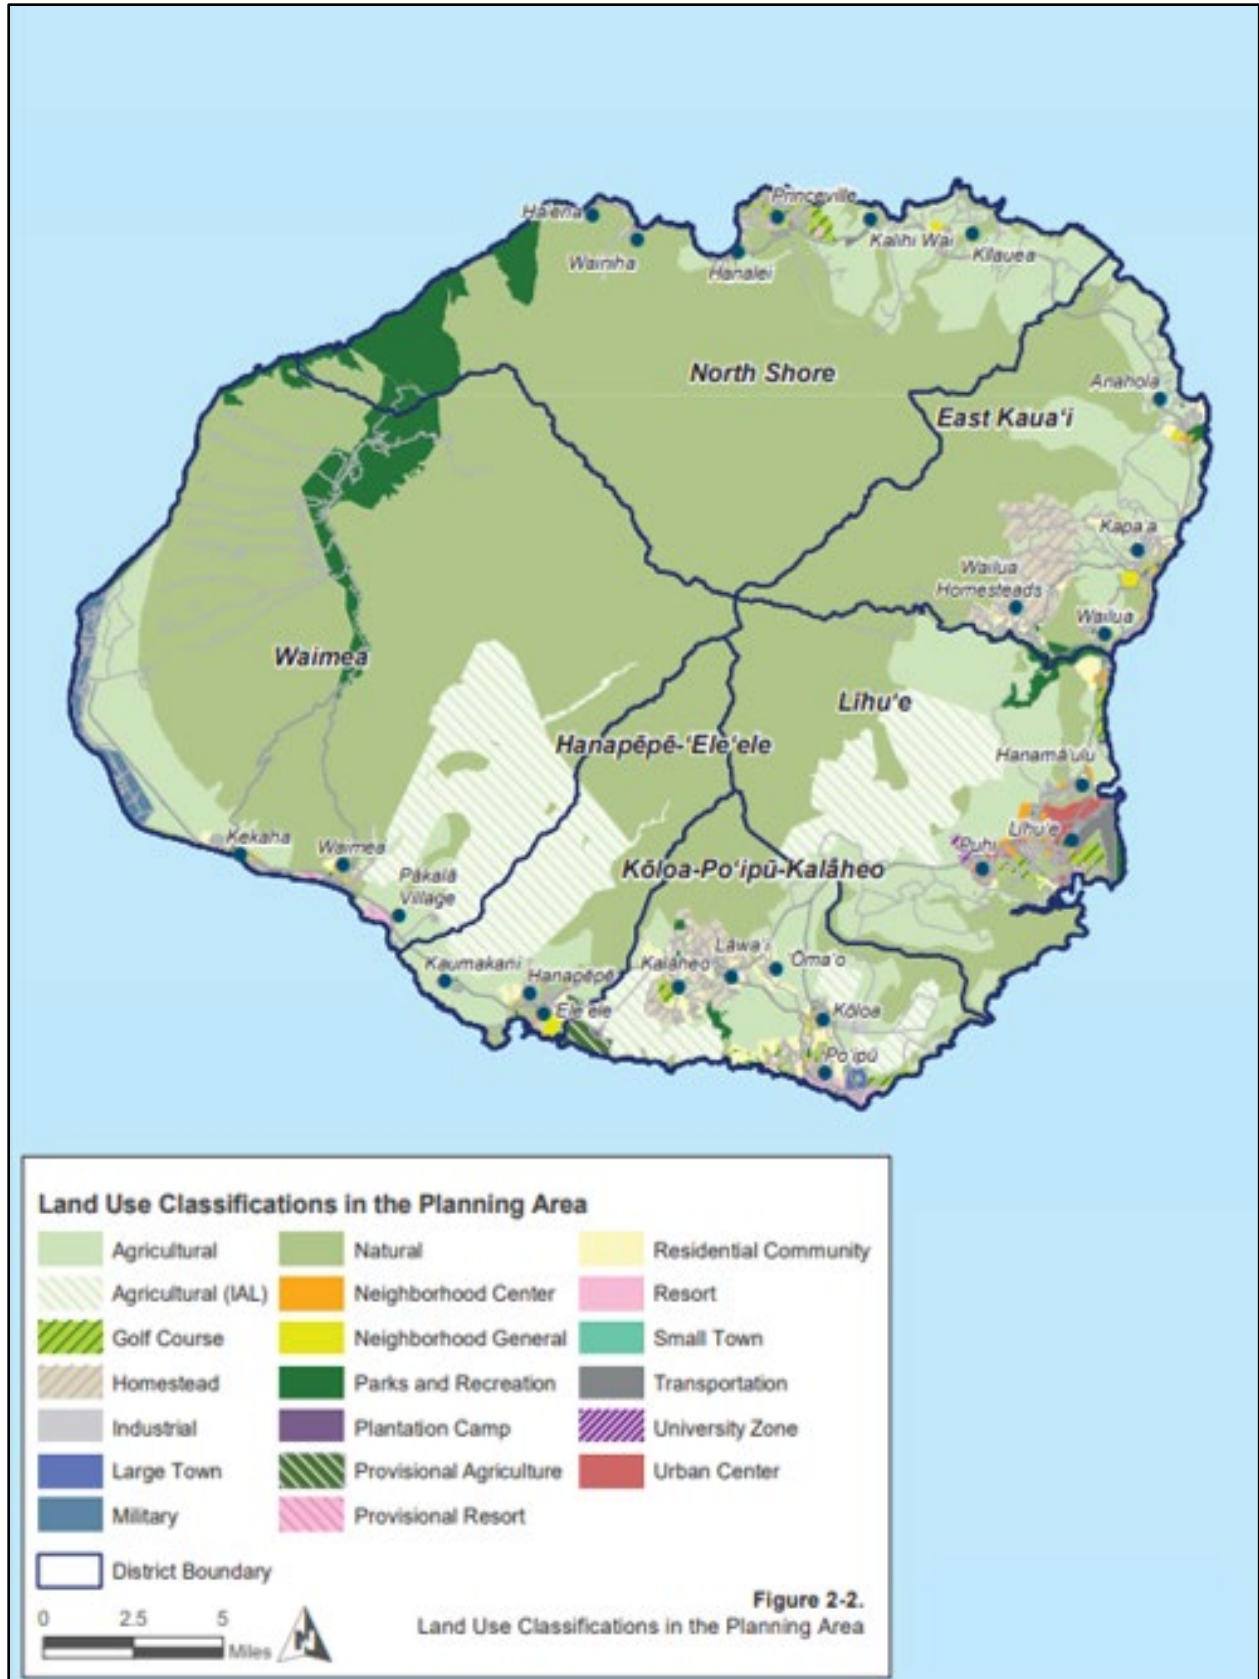 Princeville
Ha'ena
Kalihi Wai
Wainiha
Kilauea
Hanalei
North Shore
Anahola
East Kaua'i
Kapa'a
Wailua
Homesteads
Wailua
Waimea
Līhu'e
Hanapēpē-'Ele'ele
Hanamā'ulu
Līhu'e
Kekaha
Waimea
Puhi
Kōloa-Po'ipū-Kalāheo
Pākalā
Village
Lāwa'i
'Ōma'o
Kaumakani
Hanapēpē
Kalāheo
Ele'ele
Kōloa
Po'ipū
Land Use Classifications in the Planning Area
Agricultural
Natural
Residential Community
Agricultural (IAL)
Neighborhood Center
Resort
Golf Course
Neighborhood General
Small Town
Homestead
Parks and Recreation
Transportation
Industrial
Plantation Camp
University Zone
Large Town
Provisional Agriculture
Urban Center
Military
Provisional Resort
District Boundary
0 2.5 5
Miles
N
Figure 2-2.
Land Use Classifications in the Planning Area